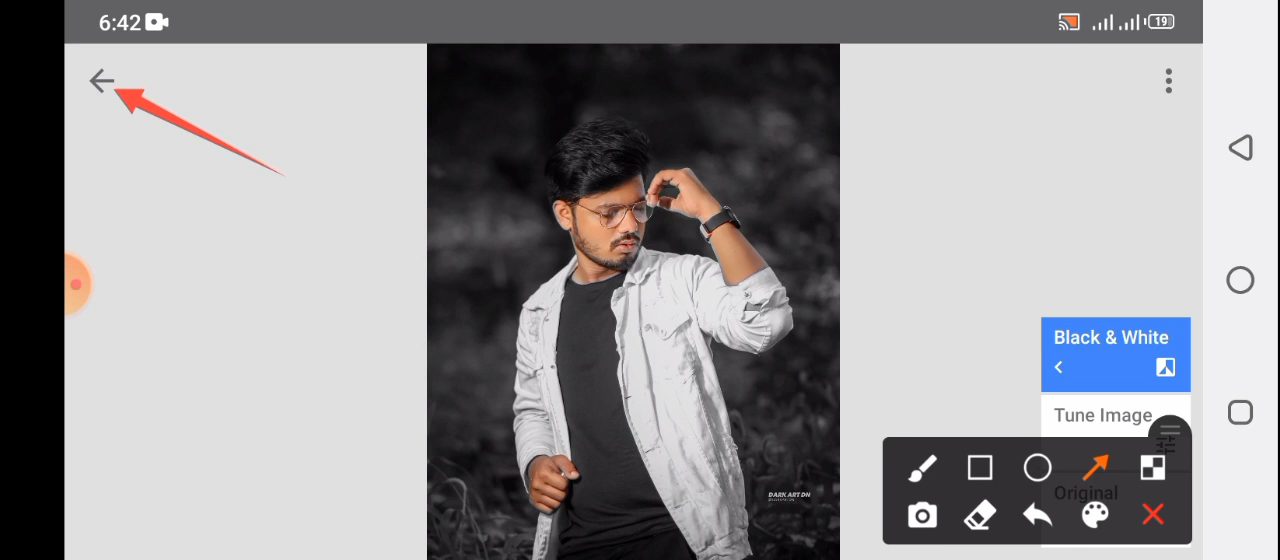 6:42
19
Black & White
Tune Image
Original
DARK ART DN